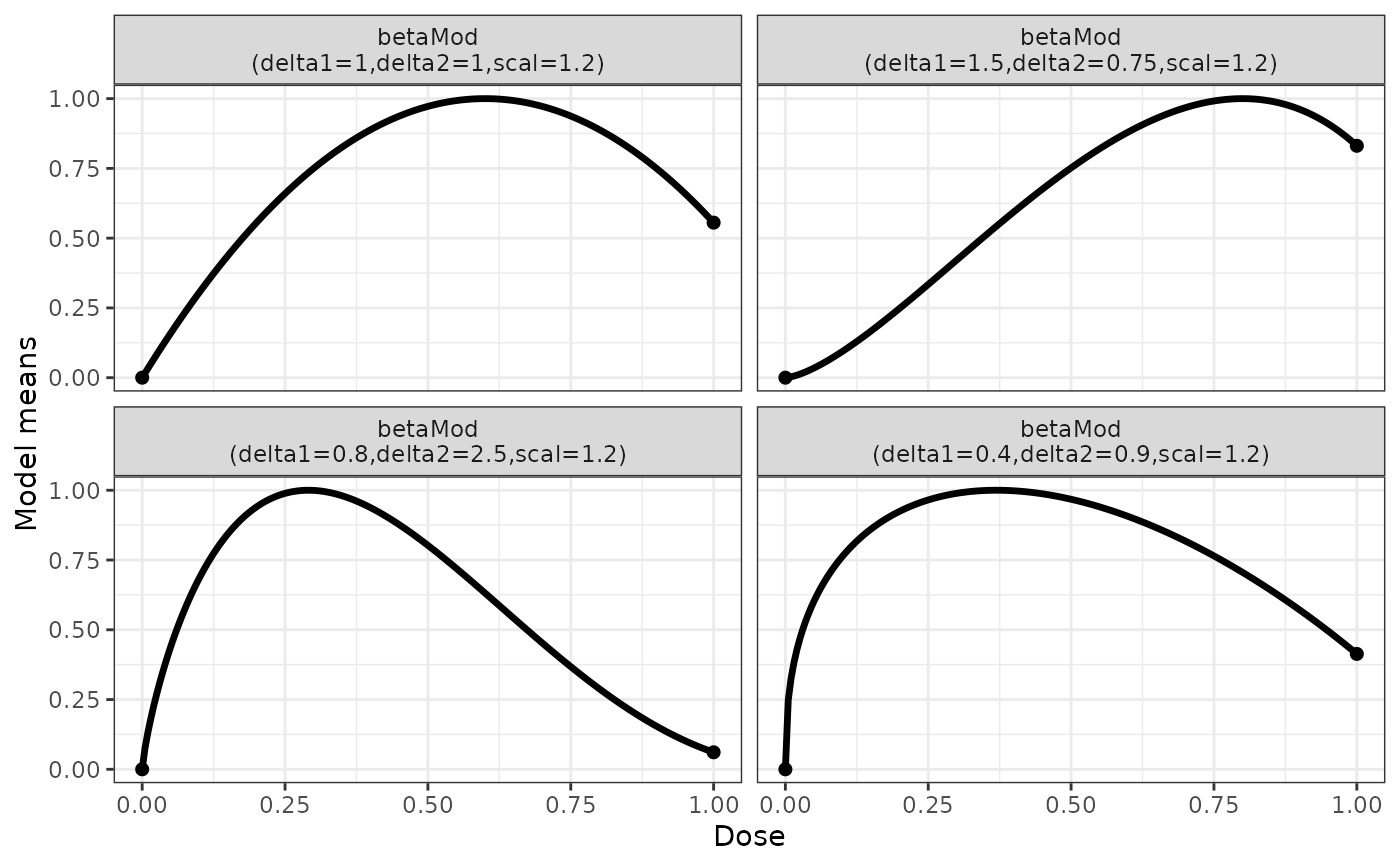 betaMod
(delta1=1,delta2=1,scal=1.2)
betaMod
(delta1=1.5,delta2=0.75,scal=1.2)
1.00
0.75
0.50
0.25
0.00
betaMod
(delta1=0.8,delta2=2.5,scal=1.2)
betaMod
(delta1=0.4,delta2=0.9,scal=1.2)
1.00
0.75
0.50
0.25
0.00
Model means
0.00 0.25 0.50 0.75 1.00
0.00 0.25 0.50 0.75 1.00
Dose